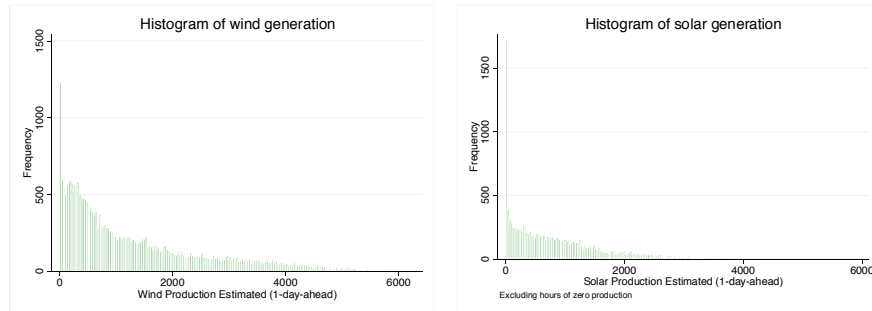 Histogram of wind generation
1500
1000
500
0
Frequency
0 2000 4000 6000
Wind Production Estimated (1-day-ahead)
Histogram of solar generation
1500
1000
500
0
Frequency
0 2000 4000 6000
Solar Production Estimated (1-day-ahead)
Excluding hours of zero production